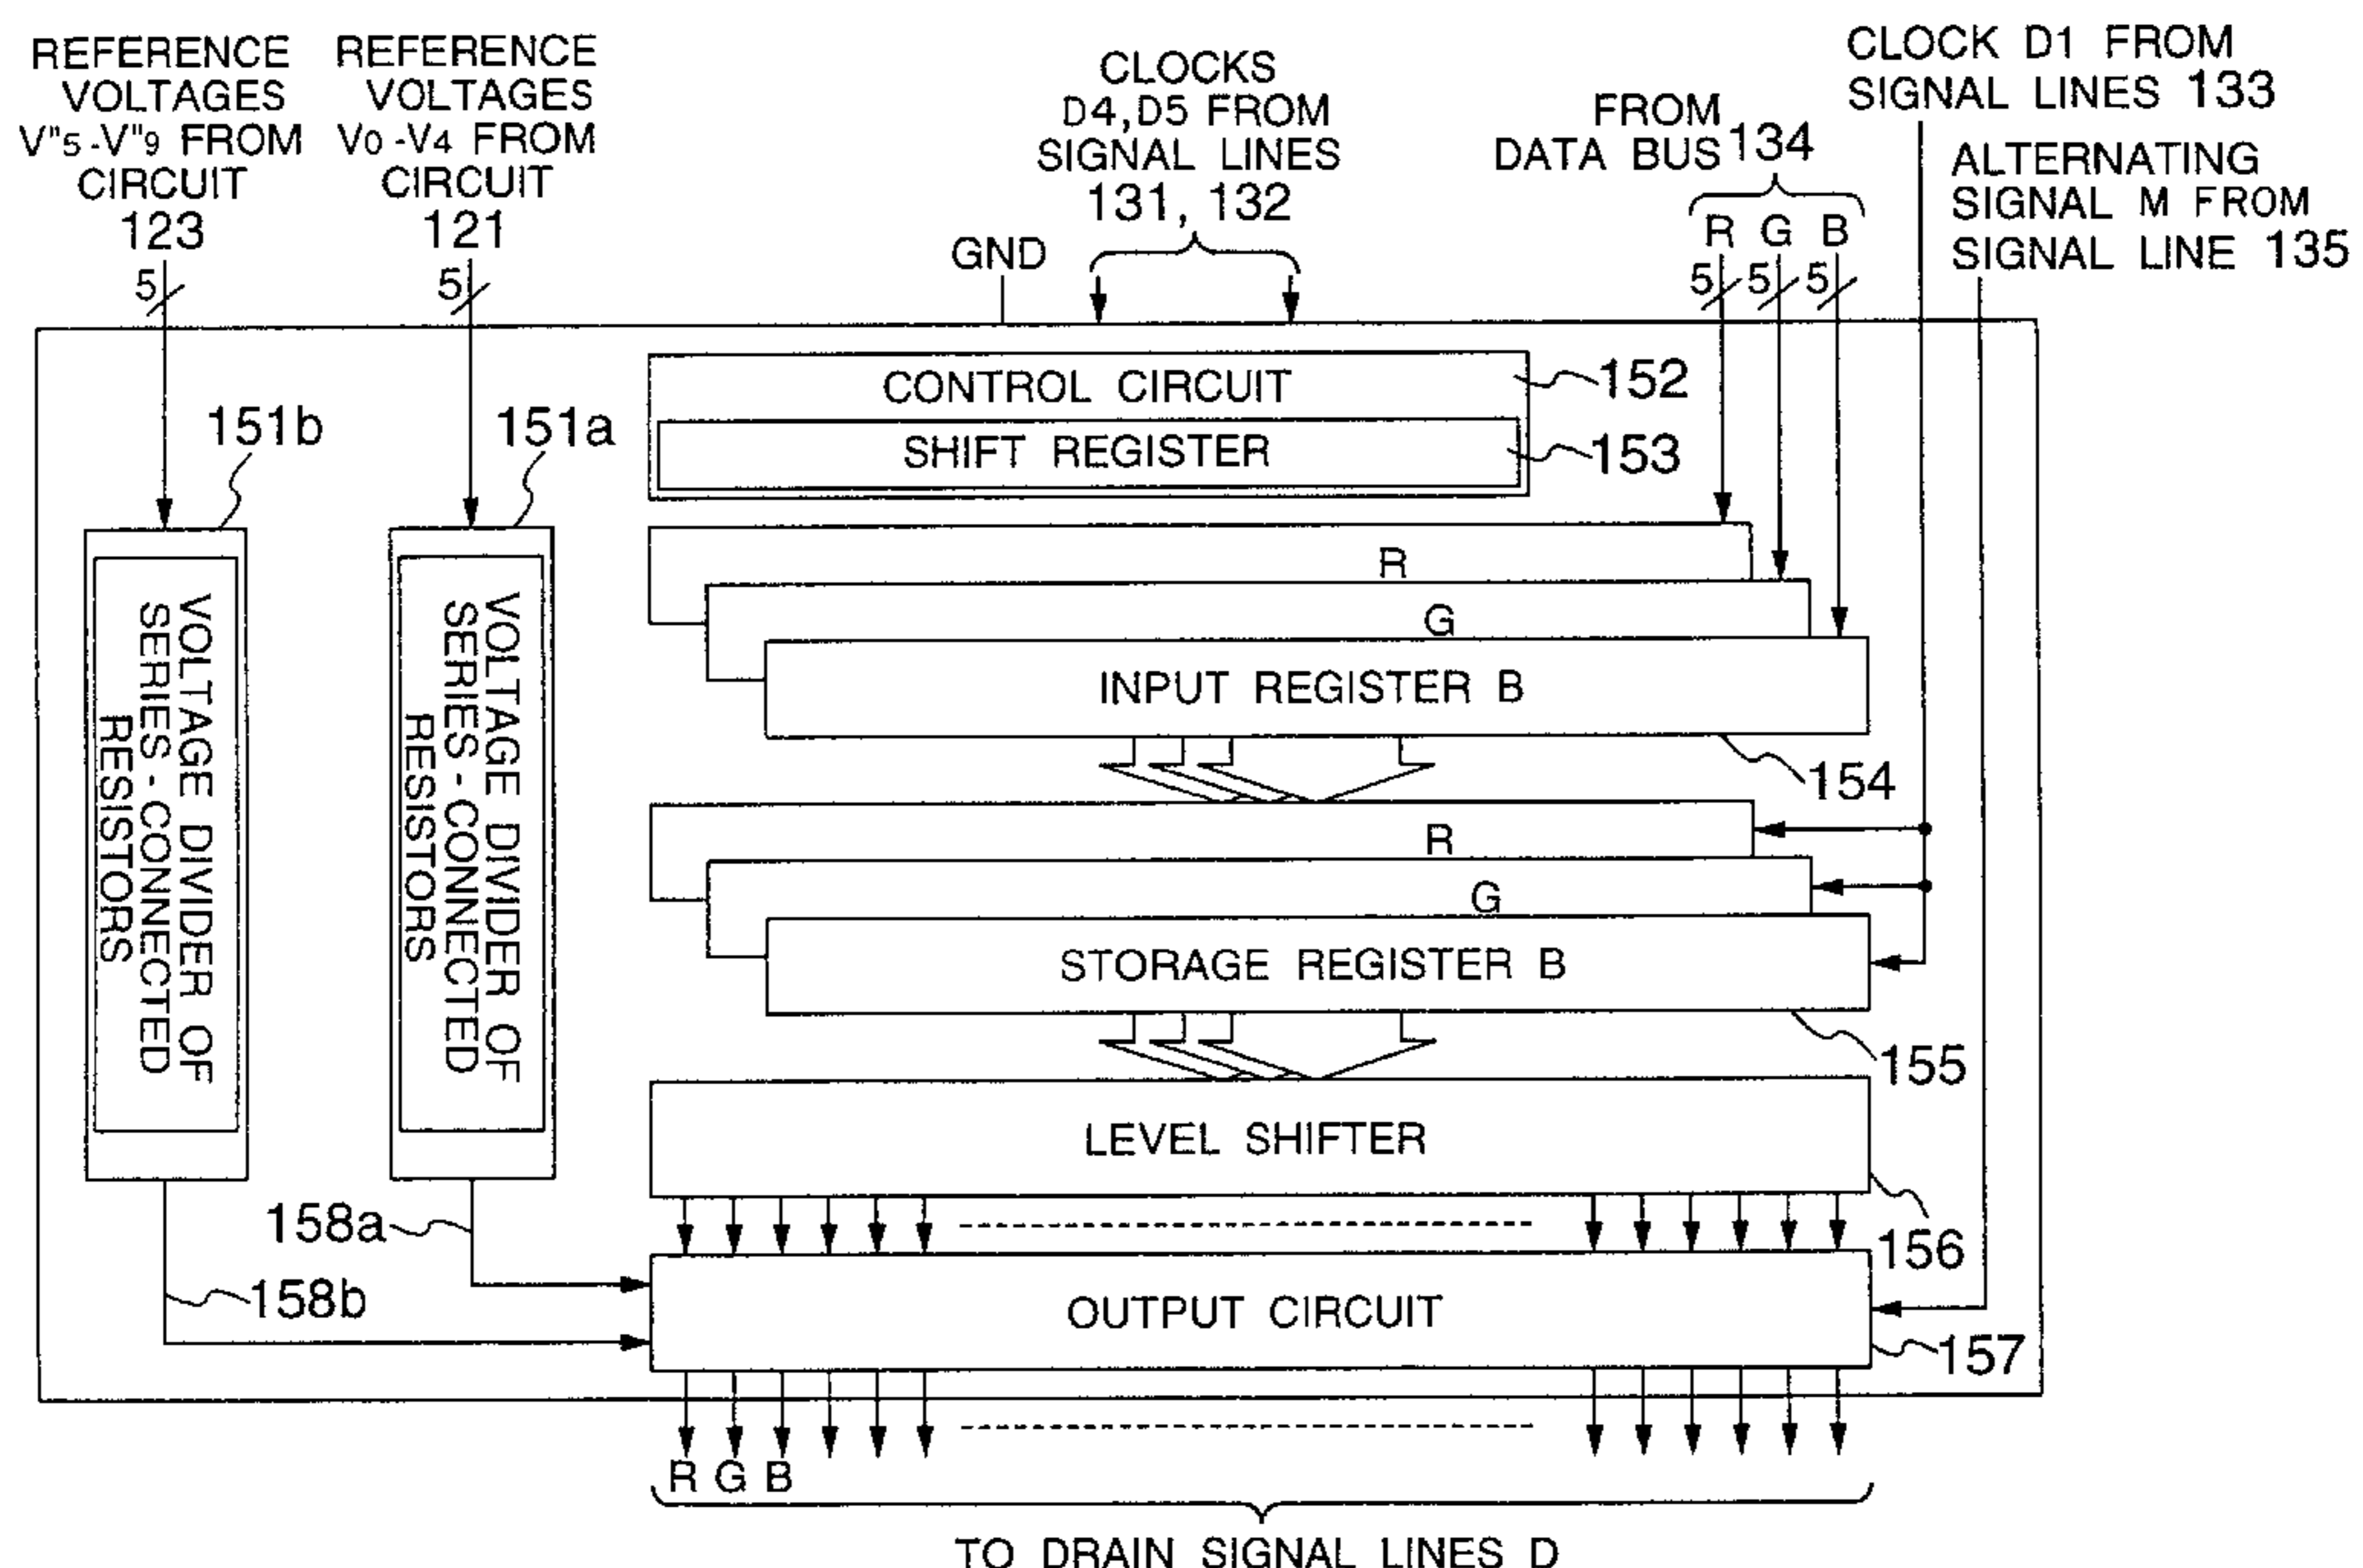 REFERENCE
VOLTAGES
V"5-V"9 FROM
CIRCUIT
123
REFERENCE
VOLTAGES
V0-V4 FROM
CIRCUIT
121
CLOCKS
D4,D5 FROM
SIGNAL LINES
131, 132
GND
FROM
DATA BUS 134
R G B
CLOCK D1 FROM
SIGNAL LINES 133
ALTERNATING
SIGNAL M FROM
SIGNAL LINE 135
5
5
5 5 5
CONTROL CIRCUIT
152
SHIFT REGISTER
153
151b
151a
VOLTAGE DIVIDER OF
SERIES-CONNECTED
RESISTORS
VOLTAGE DIVIDER OF
SERIES-CONNECTED
RESISTORS
R
G
INPUT REGISTER B
154
R
G
STORAGE REGISTER B
155
LEVEL SHIFTER
156
158a
158b
OUTPUT CIRCUIT
157
R G B
TO DRAIN SIGNAL LINES D